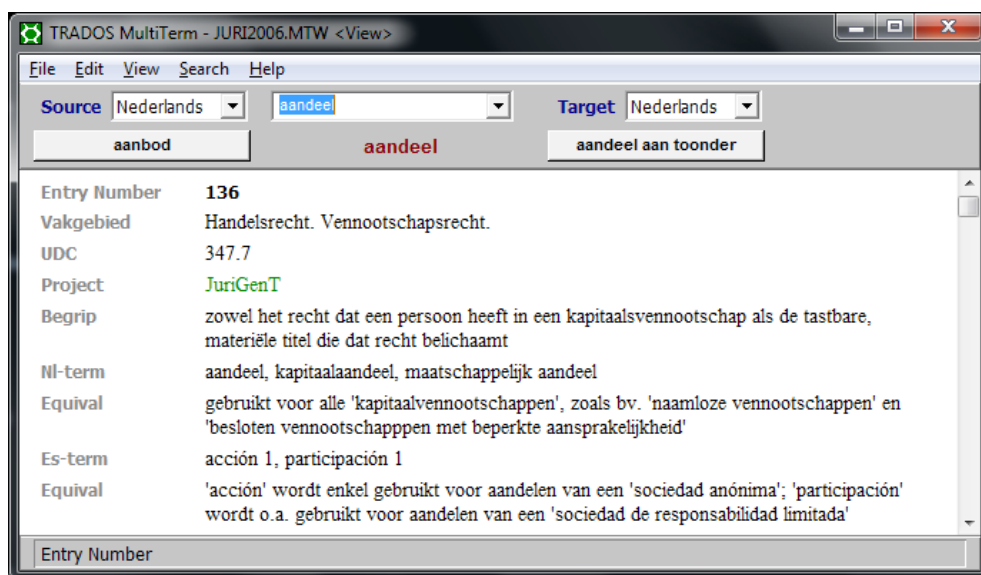 TRADOS MultiTerm - JURI2006.MTW <View>
File Edit View Search Help
Source Nederlands aandeel Target Nederlands
aanbod aandeel aandeel aan toonder
Entry Number 136
Vakgebied Handelsrecht. Vennootschapsrecht.
UDC 347.7
Project JuriGenT
Begrip zowel het recht dat een persoon heeft in een kapitaalsvennootschap als de tastbare,
materiële titel die dat recht belichaamt
Nl-term aandeel, kapitaalaandeel, maatschappelijk aandeel
Equival gebruikt voor alle 'kapitaalvennootschappen', zoals bv. 'naamloze vennootschappen' en
'besloten vennootschapppen met beperkte aansprakelijkheid'
Es-term acción 1, participación 1
Equival 'acción' wordt enkel gebruikt voor aandelen van een 'sociedad anónima'; 'participación'
wordt o.a. gebruikt voor aandelen van een 'sociedad de responsabilidad limitada'
Entry Number